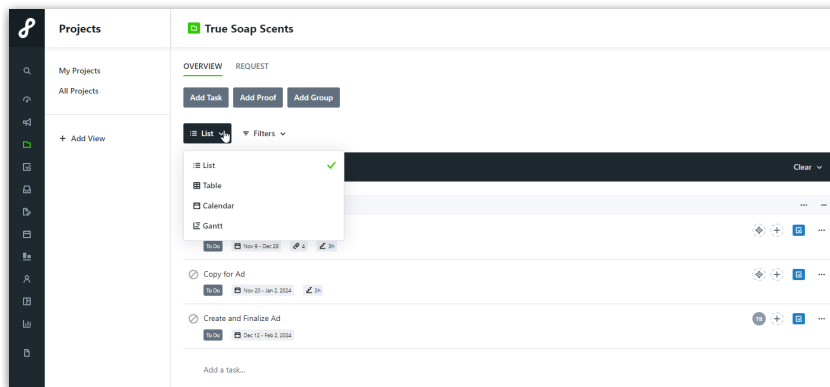 Projects
True Soap Scents
My Projects
All Projects
+ Add View
OVERVIEW REQUEST
Add Task Add Proof Add Group
List Filters
List
Table
Calendar
Gantt
Clear
To Do Nov 9 - Dec 28 4 3h
Copy for Ad
To Do Nov 20 - Jan 2, 2024 3h
Create and Finalize Ad
TB
To Do Dec 12 - Feb 2, 2024
Add a task...